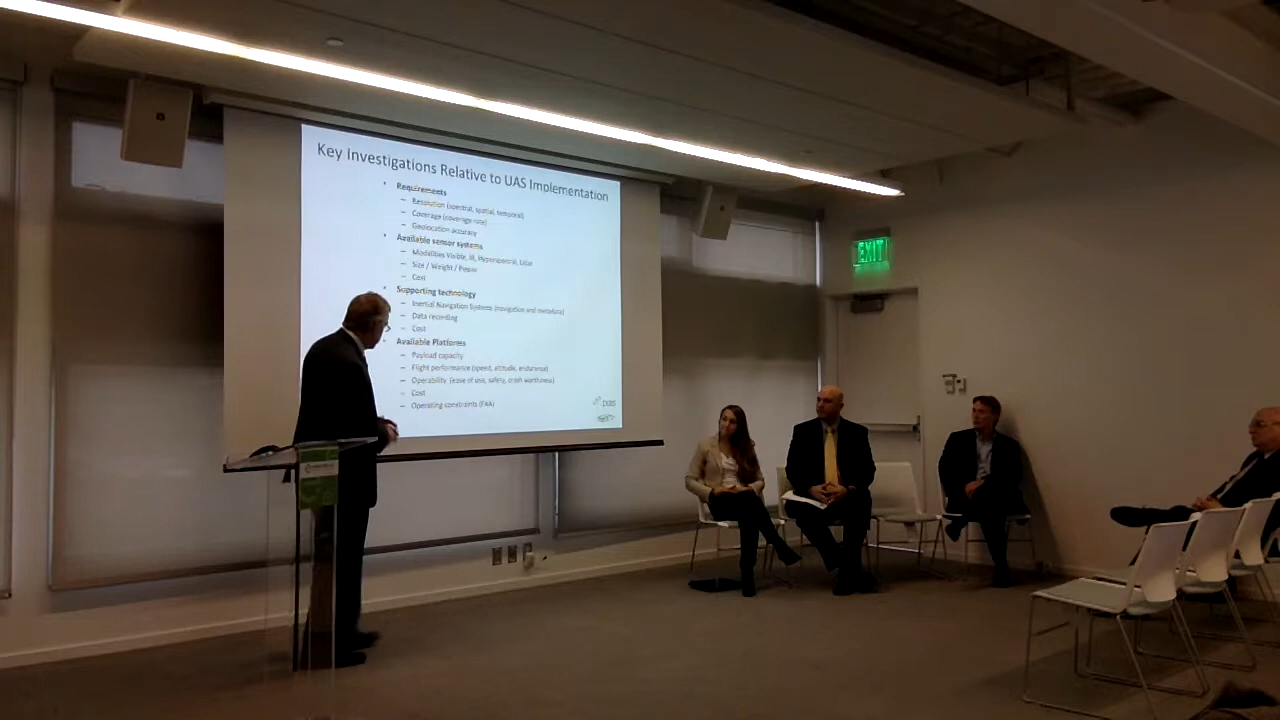 Key Investigations Relative to UAS Implementation
• Requirements
– Resolution (spectral, spatial, temporal)
– Coverage (coverage rate)
– Geolocation accuracy
• Available sensor systems
– Modalities Visible, IR, Hyperspectral, Lidar
– Size / Weight / Power
– Cost
• Supporting technology
– Inertial Navigation Systems (navigation and metadata)
– Data recording
– Cost
• Available Platforms
– Payload capacity
– Flight performance (speed, altitude, endurance)
– Operability (ease of use, safety, crash worthiness)
– Cost
– Operating constraints (FAA)
EXIT